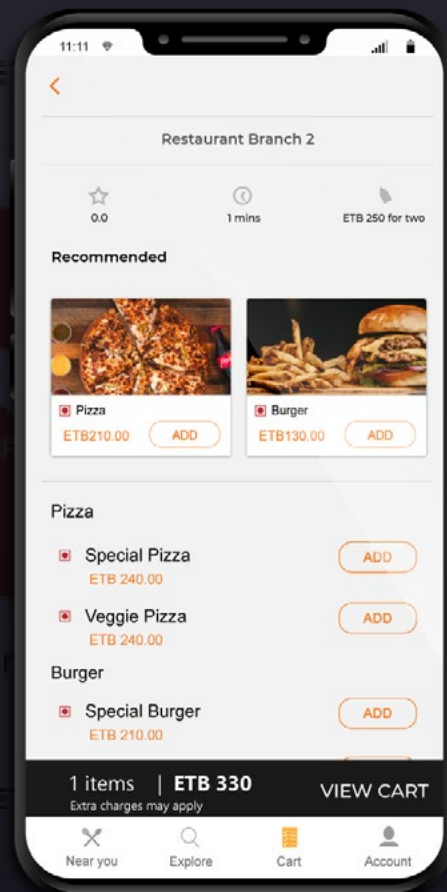 11:11
Restaurant Branch 2
0.0
1 mins
ETB 250 for two
Recommended
Pizza
ETB210.00
ADD
Burger
ETB130.00
ADD
Pizza
Special Pizza
ADD
ETB 240.00
Veggie Pizza
ADD
ETB 240.00
Burger
Special Burger
ADD
ETB 210.00
1 items | ETB 330
VIEW CART
Extra charges may apply
Near you
Explore
Cart
Account